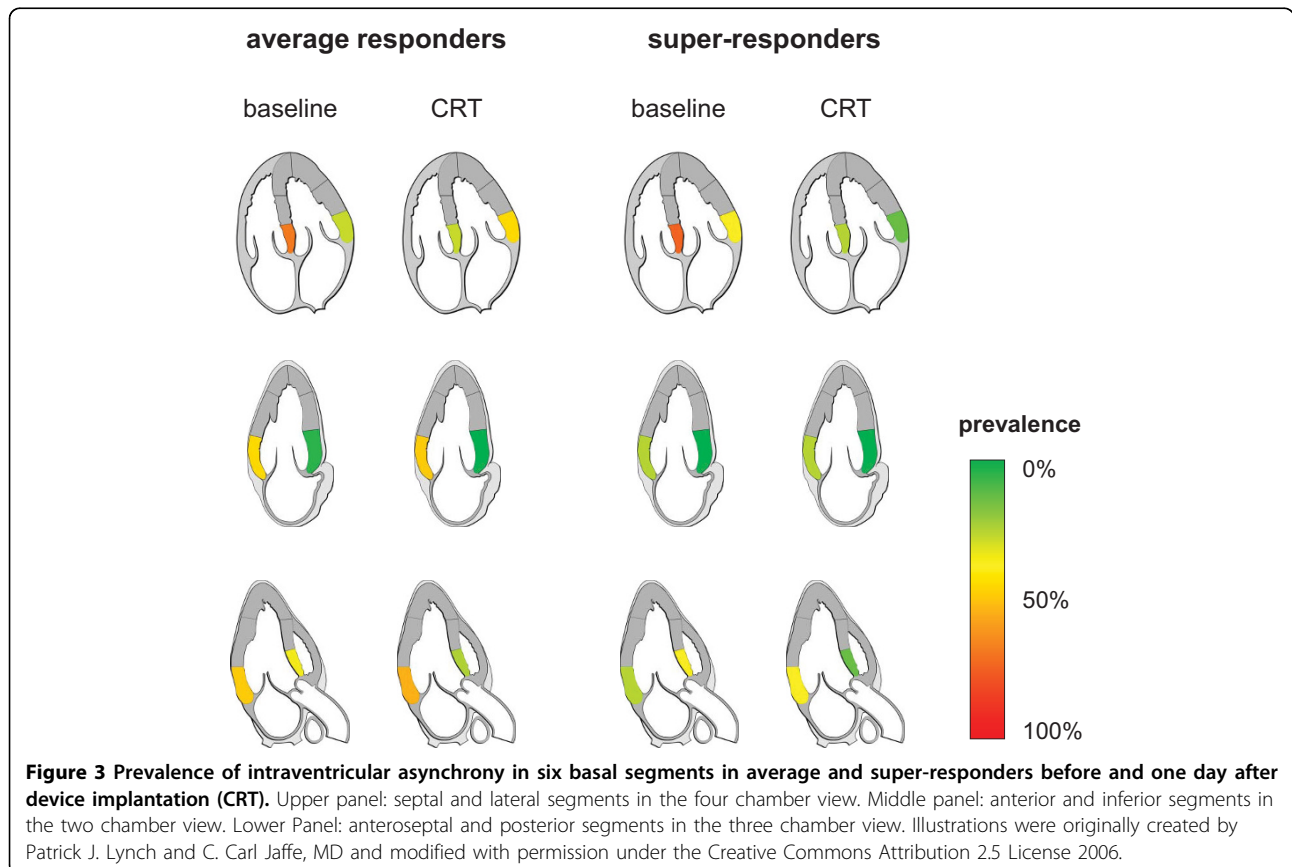 average responders super-responders
baseline CRT baseline CRT
prevalence
0%
50%
100%
Figure 3 Prevalence of intraventricular asynchrony in six basal segments in average and super-responders before and one day after
device implantation (CRT). Upper panel: septal and lateral segments in the four chamber view. Middle panel: anterior and inferior segments in
the two chamber view. Lower Panel: anteroseptal and posterior segments in the three chamber view. Illustrations were originally created by
Patrick J. Lynch and C. Carl Jaffe, MD and modified with permission under the Creative Commons Attribution 2.5 License 2006.